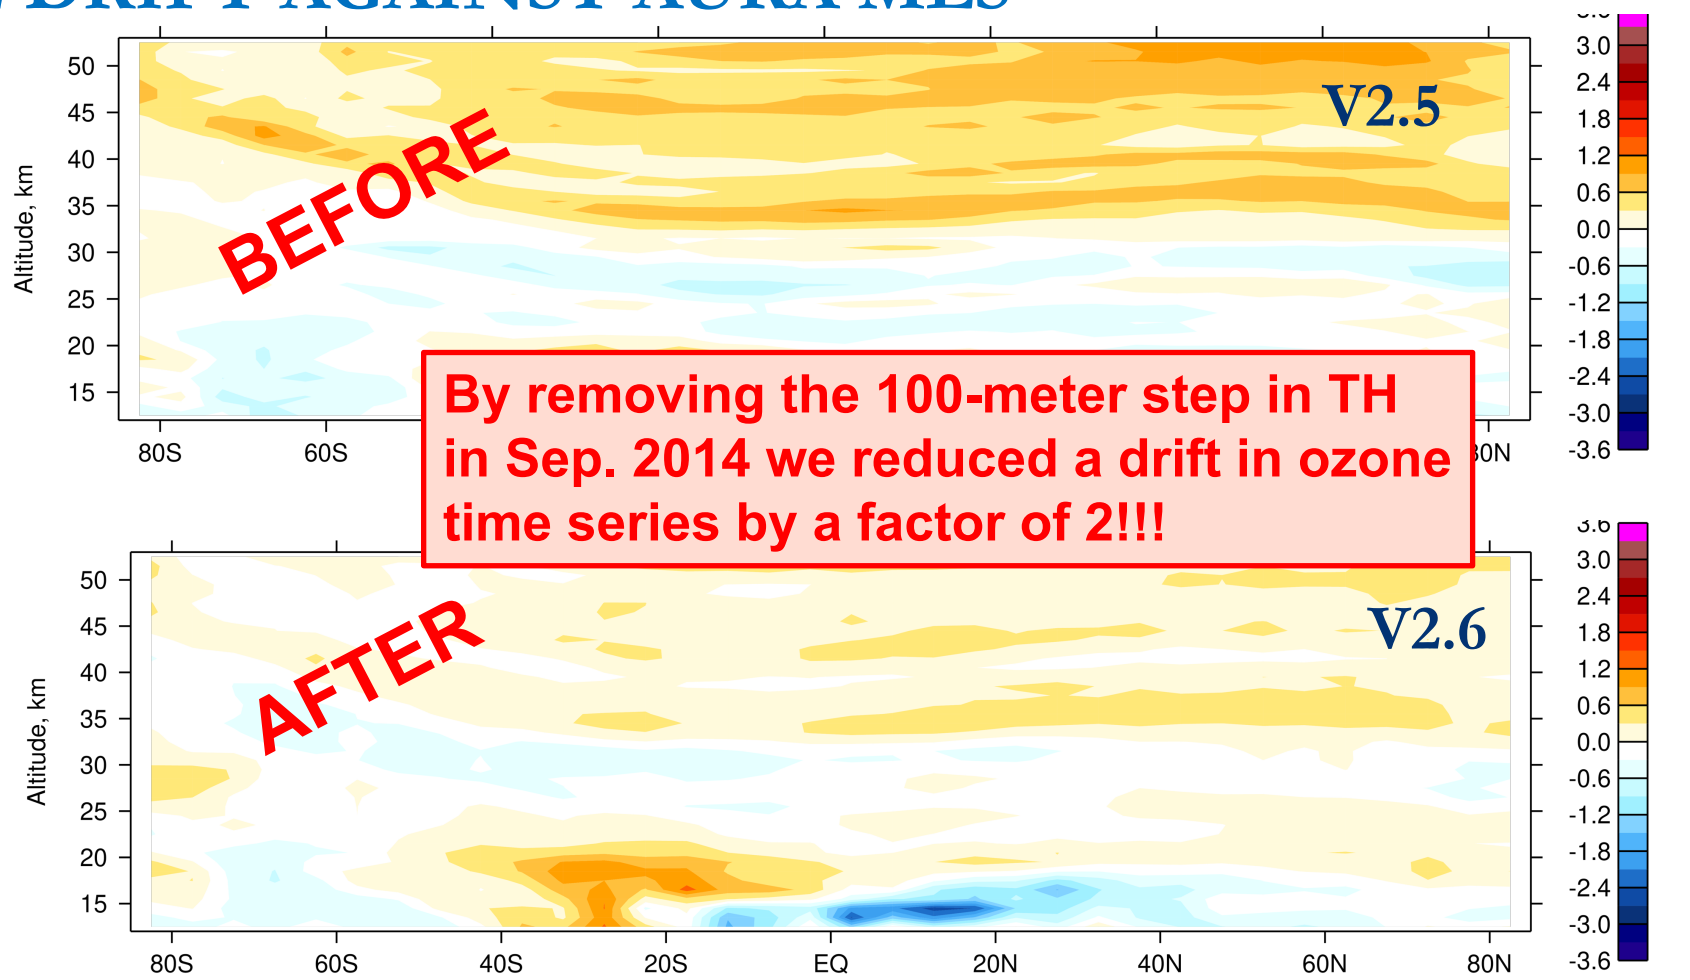 DRIFT AGAINST AURA MLS
50
45
40
35
30
25
20
15
Altitude, km
80S
60S
BEFORE
V2.5
3.0
2.4
1.8
1.2
0.6
0.0
-0.6
-1.2
-1.8
-2.4
-3.0
-3.6
By removing the 100-meter step in TH
in Sep. 2014 we reduced a drift in ozone
time series by a factor of 2!!!
50
45
40
35
30
25
20
15
Altitude, km
80S
60S
40S
20S
EQ
20N
40N
60N
80N
AFTER
V2.6
3.6
3.0
2.4
1.8
1.2
0.6
0.0
-0.6
-1.2
-1.8
-2.4
-3.0
-3.6